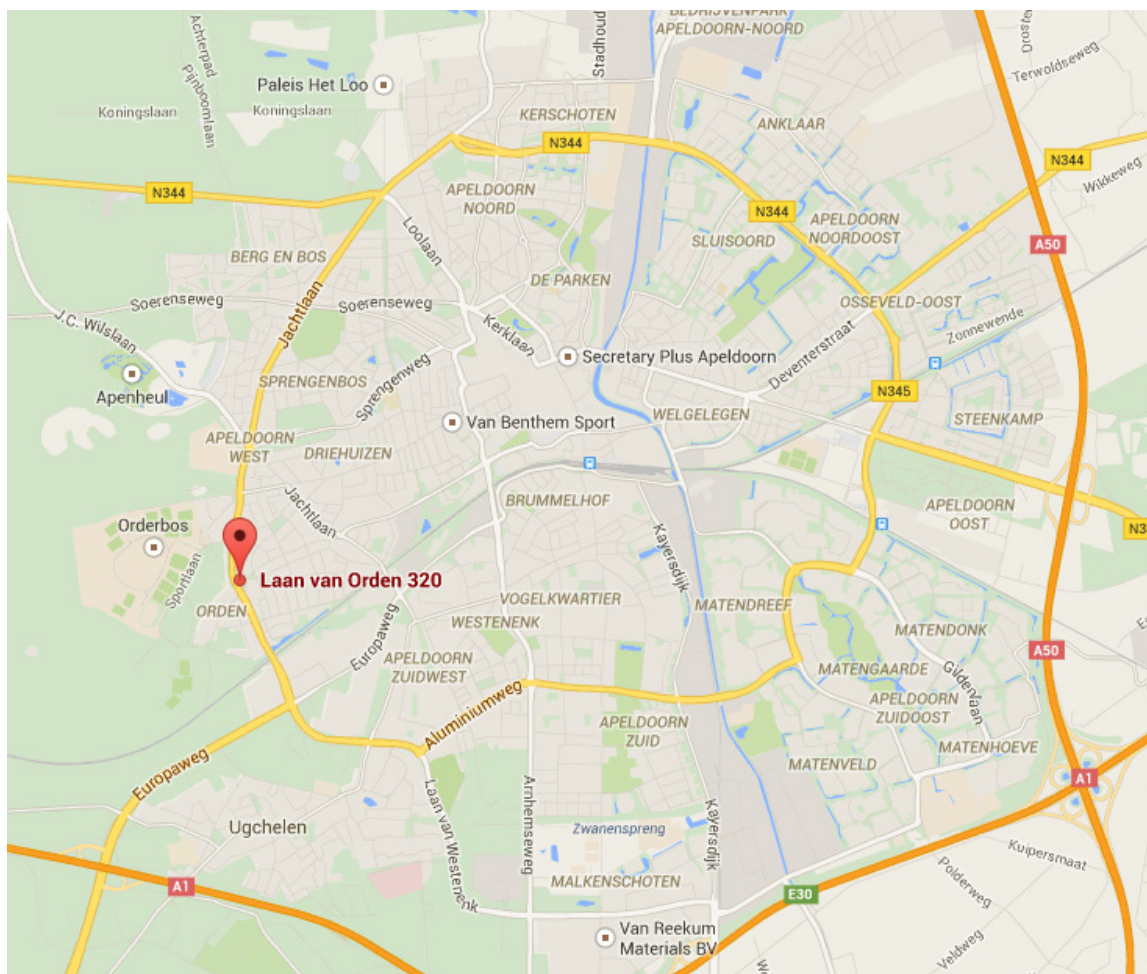 BEDRIJVENPARK
APELDOORN-NOORD
Stadhoud
Achterpad
Pijnboomlaan
Droste
Terwoldseweg
Paleis Het Loo
Koningslaan
Koningslaan
KERSCHOTEN
ANKLAAR
N344
N344
Wikkeweg
N344
APELDOORN
NOORD
N344
APELDOORN
NOORDOOST
Loolaan
SLUISOORD
A50
BERG EN BOS
DE PARKEN
Soerenseweg
Soerenseweg
OSSEVELD-OOST
Jachtlaan
J.C. Wilslaan
Kerklaan
Zonnewende
Secretary Plus Apeldoorn
Deventerstraat
Apenheul
SPRENGENBOS
Sprengenweg
N345
Van Benthem Sport
WELGELEGEN
STEENKAMP
APELDOORN
WEST
DRIEHUIZEN
Jachtlaan
BRUMMELHOF
APELDOORN
OOST
Orderbos
Kayersdijk
N3
Sportlaan
Laan van Orden 320
ORDEN
VOGELKWARTIER
MATENDREEF
WESTENENK
Europaweg
MATENDONK
APELDOORN
ZUIDWEST
A50
MATENGAARDE
Gildenlaan
APELDOORN
ZUIDOOST
Aluminiumweg
APELDOORN
ZUID
MATENHOEVE
Europaweg
MATENVELD
A1
Laan van Westenenk
Arnhemseweg
Kayersdijk
Ugchelen
Zwanenspreng
Kuipersmaat
A1
MALKENSCHOTEN
E30
Polderweg
Van Reekum
Materials BV
Veldweg